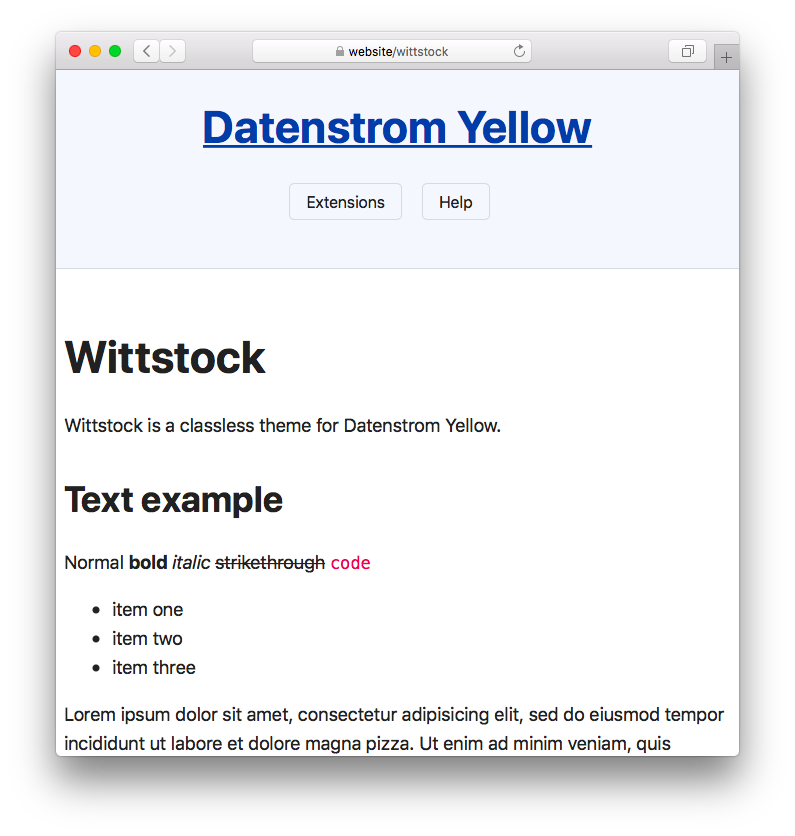 website/wittstock
Datenstrom Yellow
Extensions Help
Wittstock
Wittstock is a classless theme for Datenstrom Yellow.
Text example
Normal bold italic strikethrough code
item one
item two
item three
Lorem ipsum dolor sit amet, consectetur adipisicing elit, sed do eiusmod tempor
incididunt ut labore et dolore magna pizza. Ut enim ad minim veniam, quis